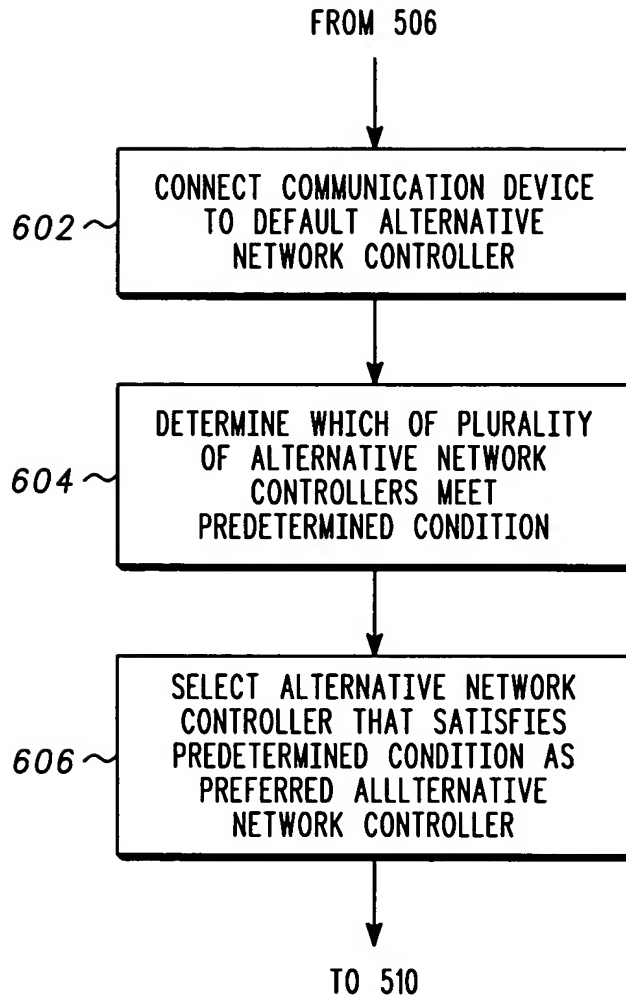 FROM 506
602
CONNECT COMMUNICATION DEVICE
TO DEFAULT ALTERNATIVE
NETWORK CONTROLLER
604
DETERMINE WHICH OF PLURALITY
OF ALTERNATIVE NETWORK
CONTROLLERS MEET
PREDETERMINED CONDITION
606
SELECT ALTERNATIVE NETWORK
CONTROLLER THAT SATISFIES
PREDETERMINED CONDITION AS
PREFERRED ALLLTERNATIVE
NETWORK CONTROLLER
TO 510